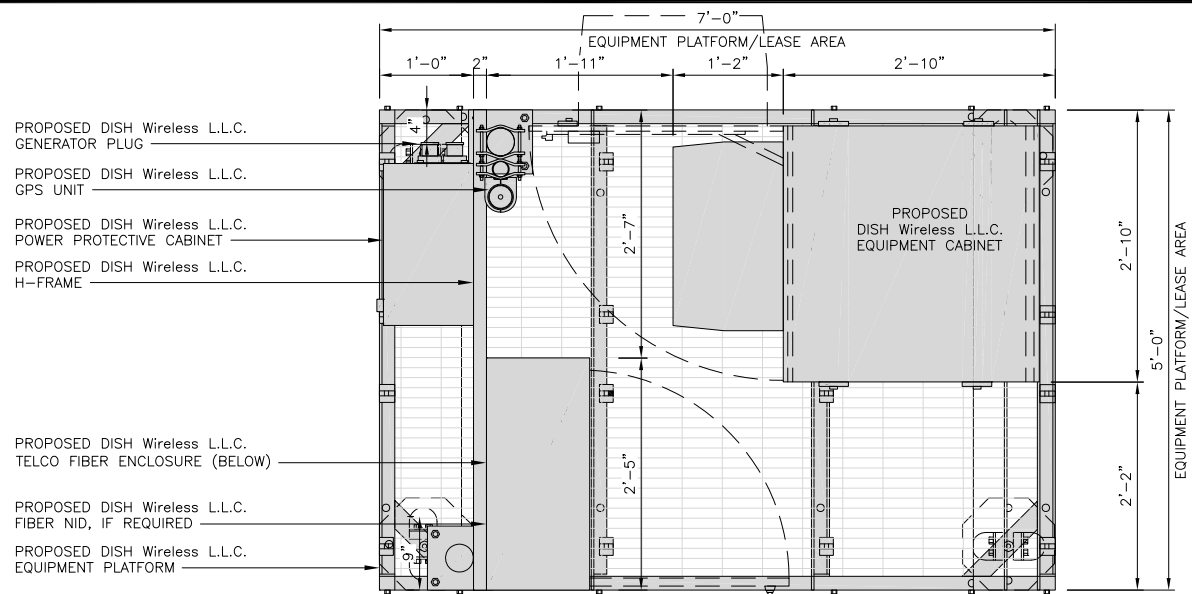 7'-0"
EQUIPMENT PLATFORM/LEASE AREA
1'-0"
2"
1'-11"
1'-2"
2'-10"
PROPOSED DISH Wireless L.L.C.
GENERATOR PLUG
4"
PROPOSED DISH Wireless L.L.C.
GPS UNIT
PROPOSED DISH Wireless L.L.C.
POWER PROTECTIVE CABINET
PROPOSED DISH Wireless L.L.C.
H-FRAME
2'-7"
PROPOSED
DISH Wireless L.L.C.
EQUIPMENT CABINET
2'-10"
5'-0"
EQUIPMENT PLATFORM/LEASE AREA
PROPOSED DISH Wireless L.L.C.
TELCO FIBER ENCLOSURE (BELOW)
2'-5"
2'-2"
PROPOSED DISH Wireless L.L.C.
FIBER NID, IF REQUIRED
PROPOSED DISH Wireless L.L.C.
EQUIPMENT PLATFORM
9"